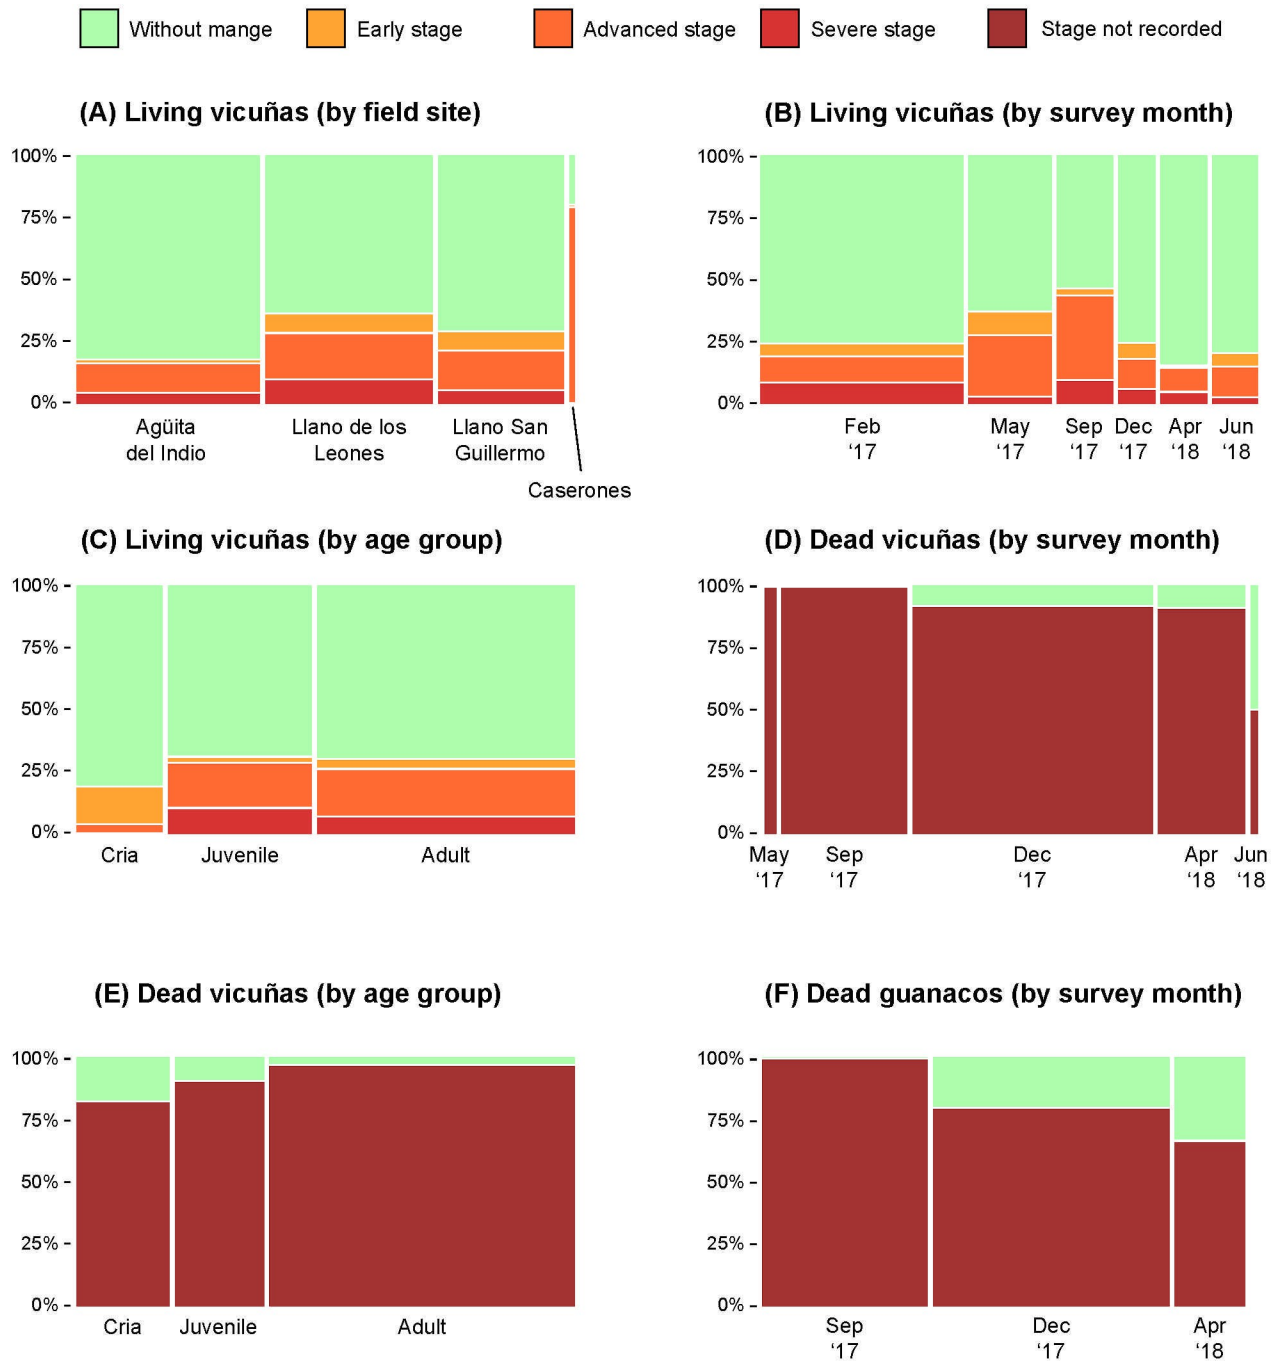 Without mange
Early stage
Advanced stage
Severe stage
Stage not recorded
(A) Living vicuñas (by field site)
100%
75%
50%
25%
0%
Agüita
del Indio
Llano de los
Leones
Llano San
Guillermo
Caserones
(B) Living vicuñas (by survey month)
100%
75%
50%
25%
0%
Feb
‘17
May
‘17
Sep
‘17
Dec
‘17
Apr
‘18
Jun
‘18
(C) Living vicuñas (by age group)
100%
75%
50%
25%
0%
Cria
Juvenile
Adult
(D) Dead vicuñas (by survey month)
100%
75%
50%
25%
0%
May
‘17
Sep
‘17
Dec
‘17
Apr
‘18
Jun
‘18
(E) Dead vicuñas (by age group)
100%
75%
50%
25%
0%
Cria
Juvenile
Adult
(F) Dead guanacos (by survey month)
100%
75%
50%
25%
0%
Sep
‘17
Dec
‘17
Apr
‘18